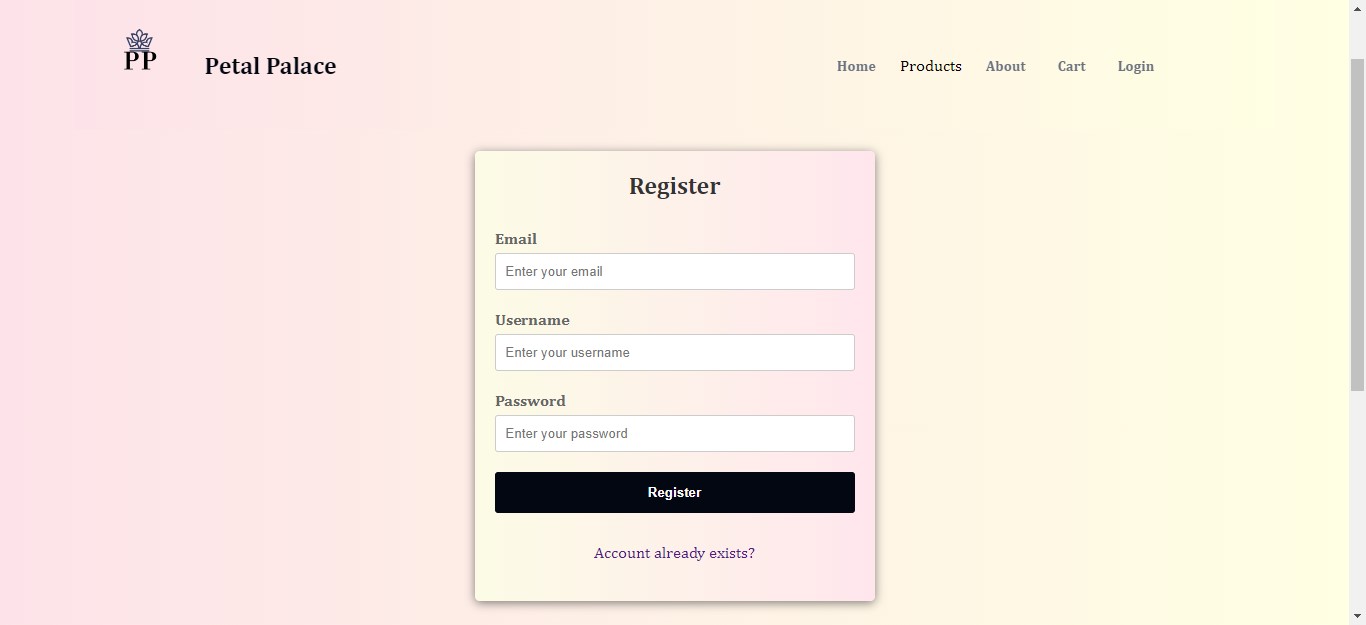 PP
Petal Palace
Home Products About Cart Login
Register
Email
Enter your email
Username
Enter your username
Password
Enter your password
Register
Account already exists?